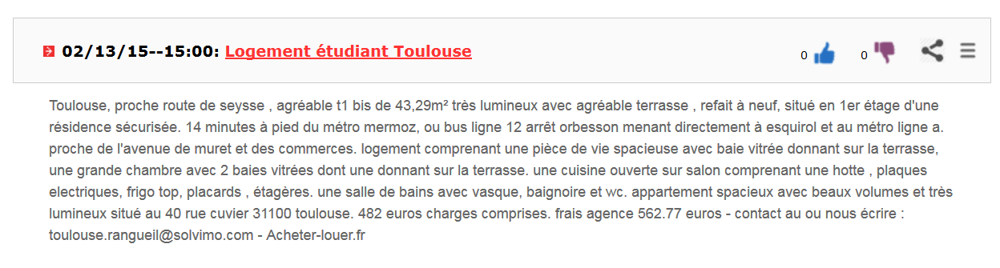 02/13/15--15:00: Logement étudiant Toulouse
0
0
Toulouse, proche route de seysse , agréable t1 bis de 43,29m² très lumineux avec agréable terrasse , refait à neuf, situé en 1er étage d'une
résidence sécurisée. 14 minutes à pied du métro mermoz, ou bus ligne 12 arrêt orbesson menant directement à esquirol et au métro ligne a.
proche de l'avenue de muret et des commerces. logement comprenant une pièce de vie spacieuse avec baie vitrée donnant sur la terrasse,
une grande chambre avec 2 baies vitrées dont une donnant sur la terrasse. une cuisine ouverte sur salon comprenant une hotte , plaques
electriques, frigo top, placards , étagères. une salle de bains avec vasque, baignoire et wc. appartement spacieux avec beaux volumes et très
lumineux situé au 40 rue cuvier 31100 toulouse. 482 euros charges comprises. frais agence 562.77 euros - contact au ou nous écrire :
toulouse.rangueil@solvimo.com - Acheter-louer.fr